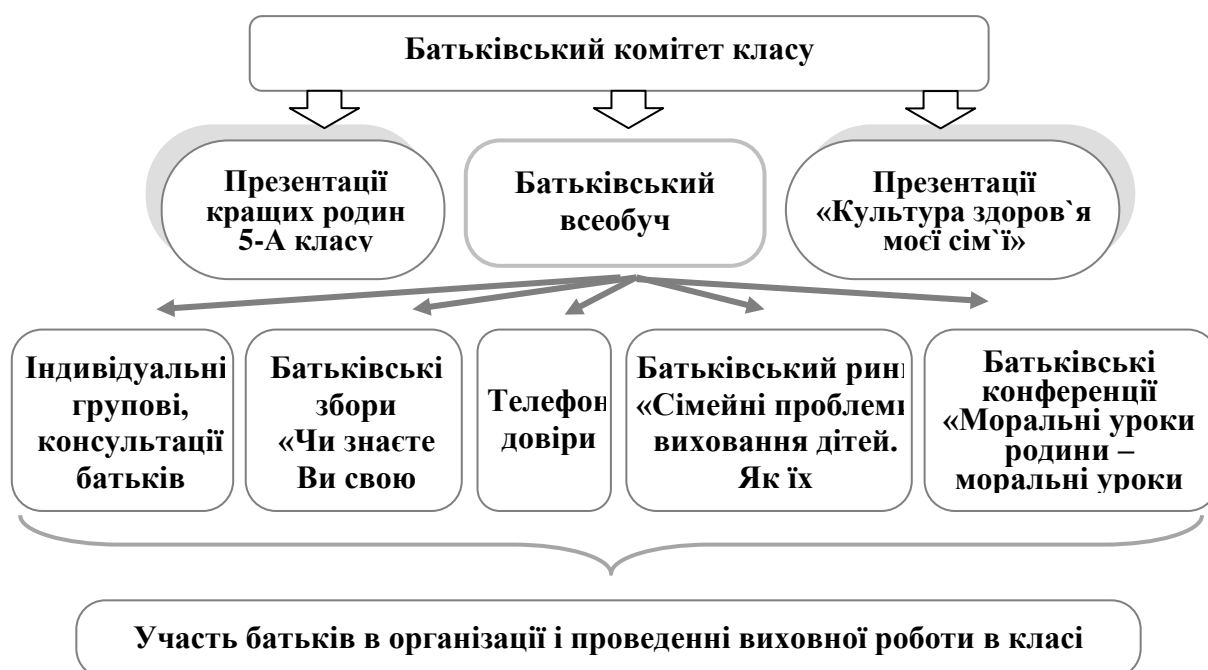 Батьківський комітет класу
Презентації
кращих родин
5-А класу
Батьківський
всеобуч
Презентації
«Культура здоров`я
моєї сім`ї»
Індивідуальні
групові,
консультації
батьків
Батьківські
збори
«Чи знаєте
Ви свою
Телефон
довіри
Батьківський
«Сімейні проблеми
виховання дітей.
Як їх
Батьківські
конференції
«Моральні уроки
родини –
моральні уроки
Участь батьків в організації і проведенні виховної роботи в класі